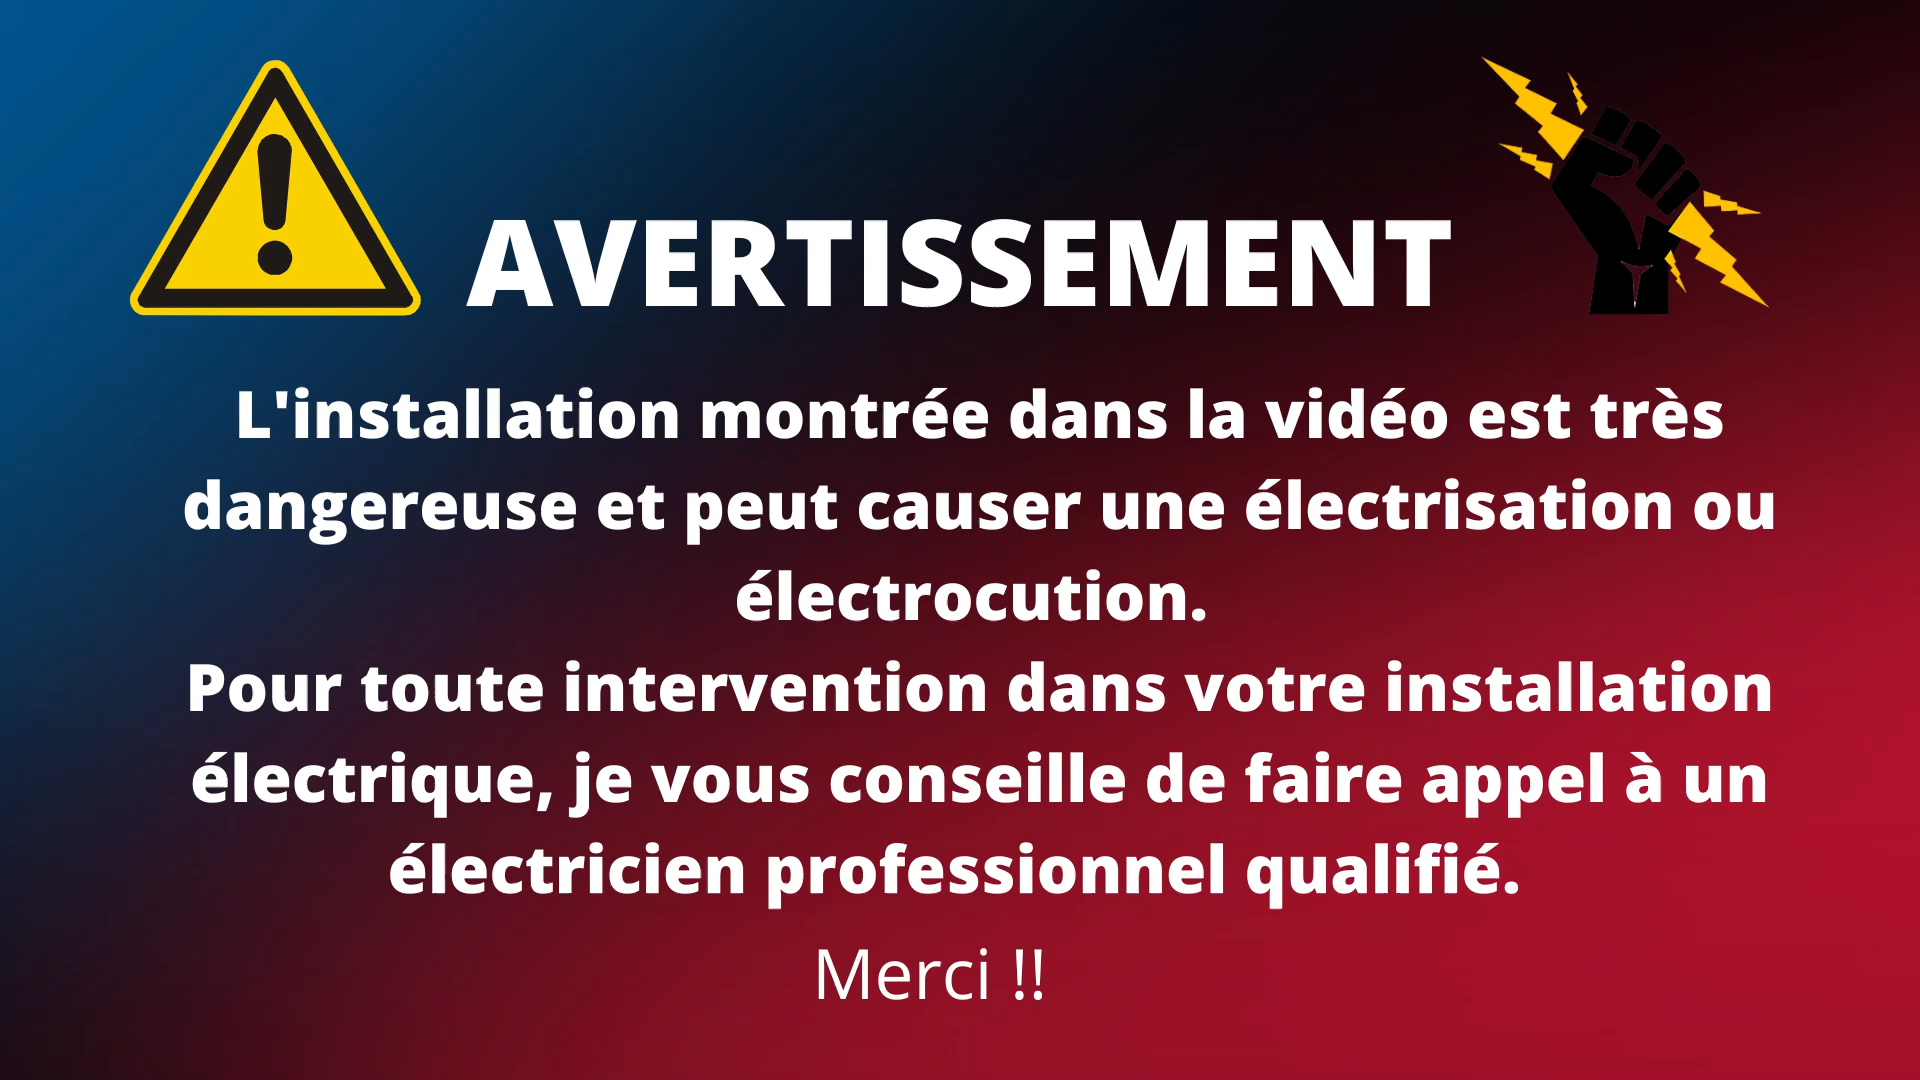 AVERTISSEMENT
L'installation montrée dans la vidéo est très
dangereuse et peut causer une électrisation ou
électrocution.
Pour toute intervention dans votre installation
électrique, je vous conseille de faire appel à un
électricien professionnel qualifié.
Merci !!